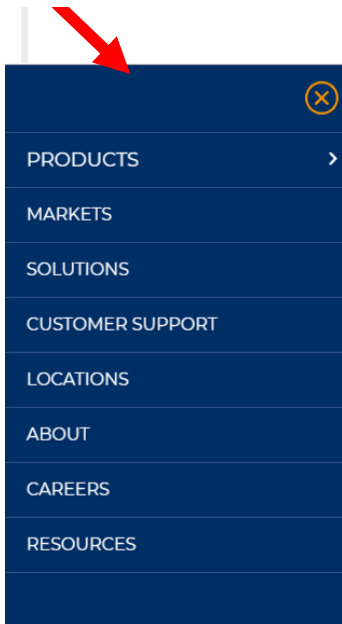 PRODUCTS
MARKETS
SOLUTIONS
CUSTOMER SUPPORT
LOCATIONS
ABOUT
CAREERS
RESOURCES